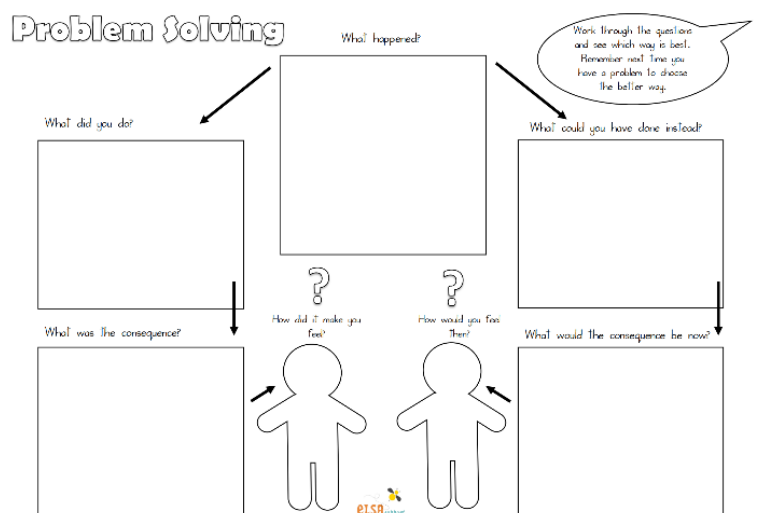 Problem Solving
What happened?
Work through the questions
and see which way is best.
Remember next time you
have a problem to choose
the better way.
What did you do?
What could you have done instead?
?
?
How did it make you
feel?
How would you feel
then?
What was the consequence?
What would the consequence be now?
elsa